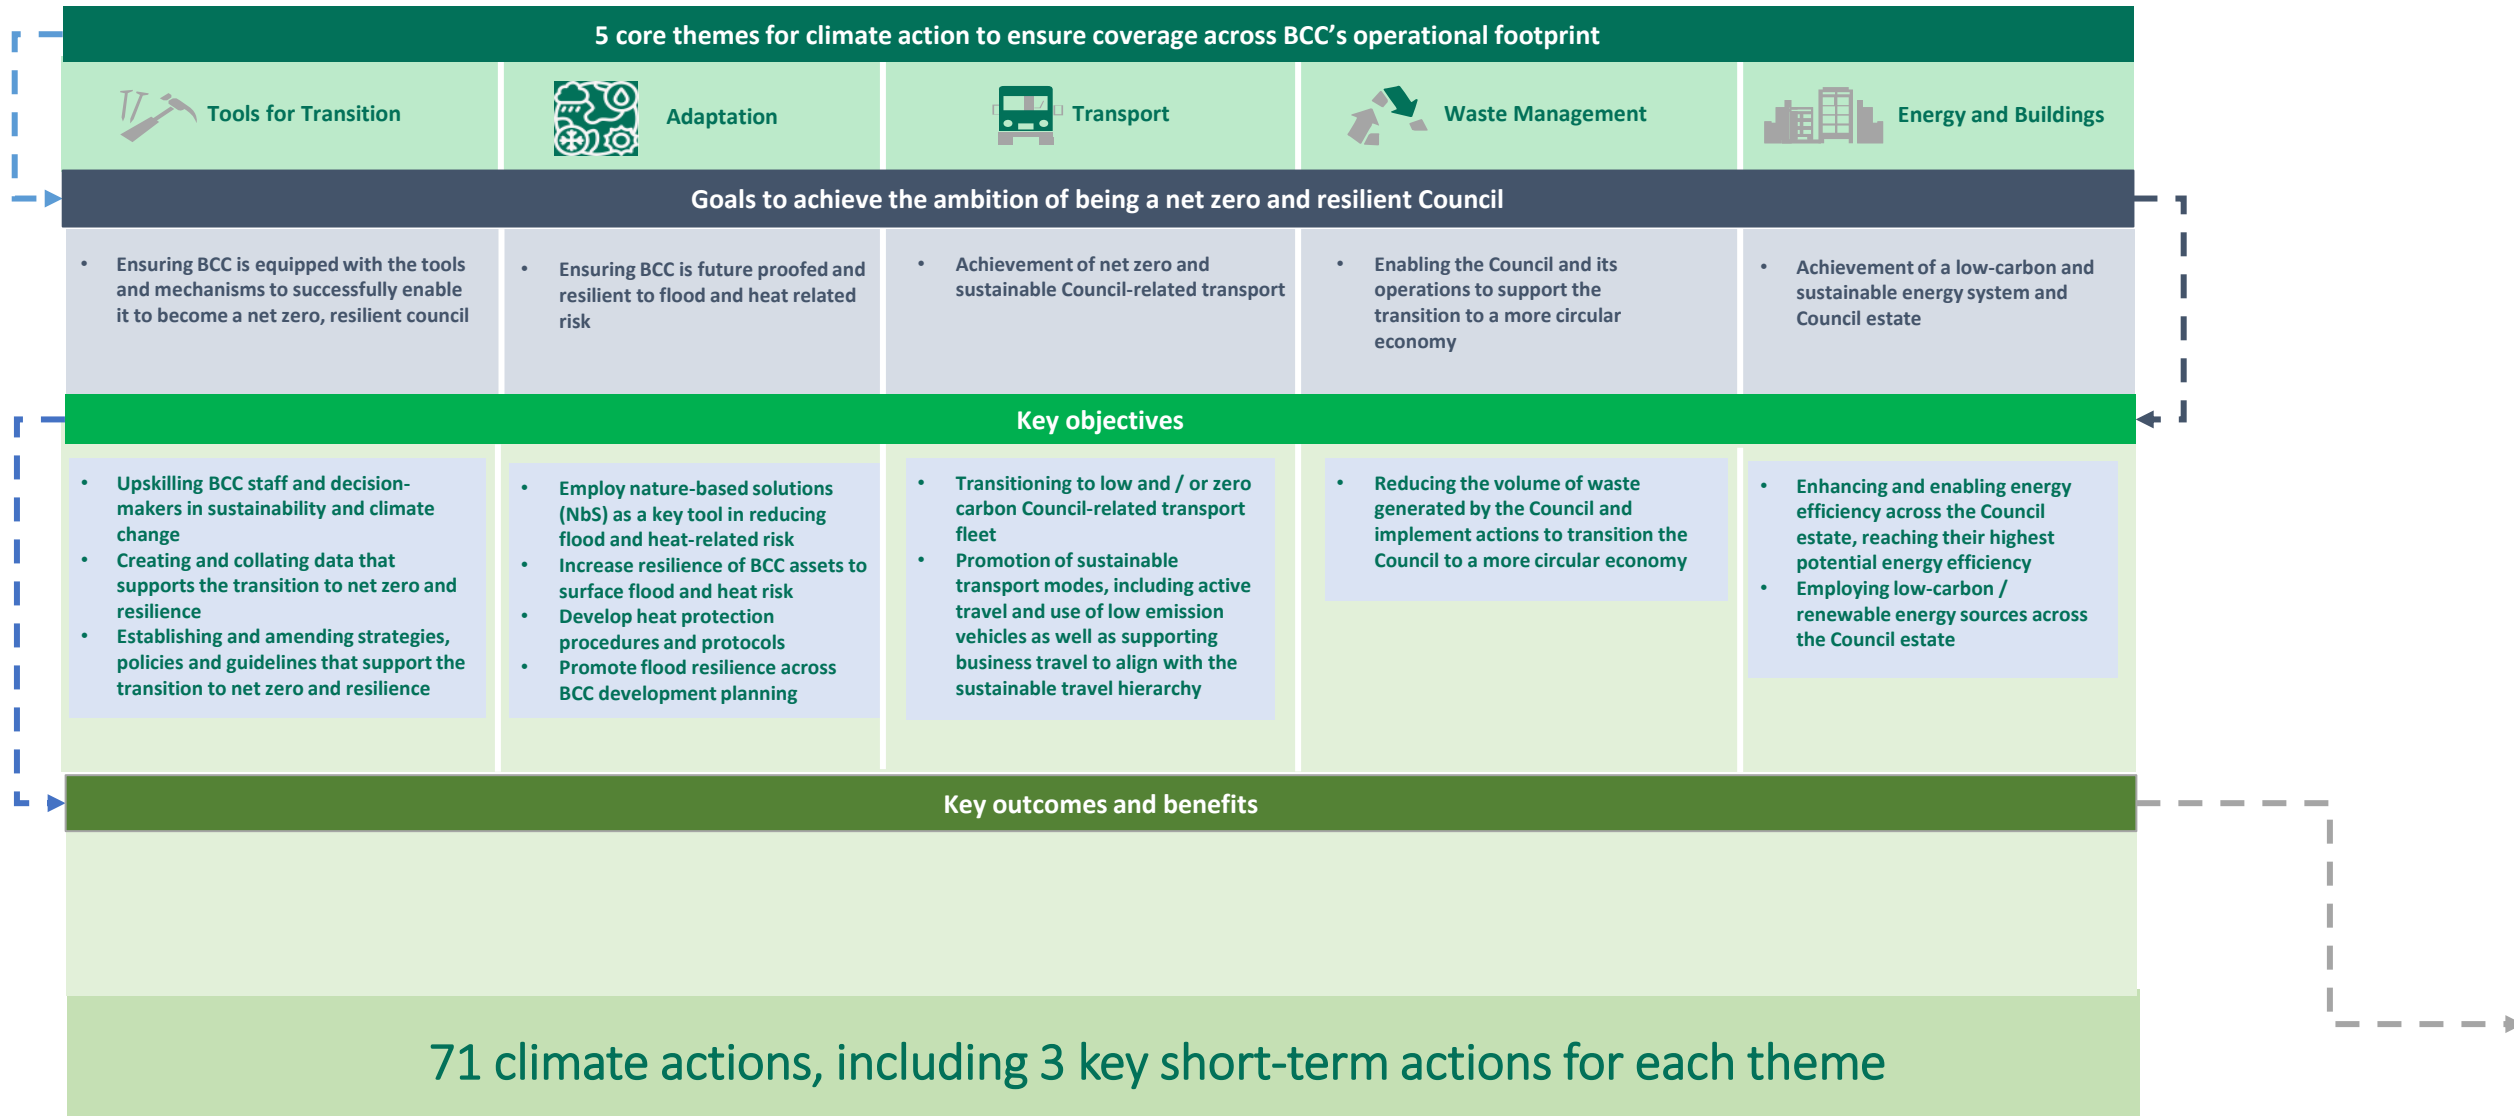 5 core themes for climate action to ensure coverage across BCC’s operational footprint
Tools for Transition
Adaptation
Transport
Waste Management
Energy and Buildings
Goals to achieve the ambition of being a net zero and resilient Council
• Ensuring BCC is equipped with the tools
and mechanisms to successfully enable
it to become a net zero, resilient council
• Ensuring BCC is future proofed and
resilient to flood and heat related
risk
• Achievement of net zero and
sustainable Council-related transport
• Enabling the Council and its
operations to support the
transition to a more circular
economy
• Achievement of a low-carbon and
sustainable energy system and
Council estate
Key objectives
• Upskilling BCC staff and decision-
makers in sustainability and climate
change
• Creating and collating data that
supports the transition to net zero and
resilience
• Establishing and amending strategies,
policies and guidelines that support the
transition to net zero and resilience
• Employ nature-based solutions
(NbS) as a key tool in reducing
flood and heat-related risk
• Increase resilience of BCC assets to
surface flood and heat risk
• Develop heat protection
procedures and protocols
• Promote flood resilience across
BCC development planning
• Transitioning to low and / or zero
carbon Council-related transport
fleet
• Promotion of sustainable
transport modes, including active
travel and use of low emission
vehicles as well as supporting
business travel to align with the
sustainable travel hierarchy
• Reducing the volume of waste
generated by the Council and
implement actions to transition the
Council to a more circular economy
• Enhancing and enabling energy
efficiency across the Council
estate, reaching their highest
potential energy efficiency
• Employing low-carbon /
renewable energy sources across
the Council estate
Key outcomes and benefits
71 climate actions, including 3 key short-term actions for each theme